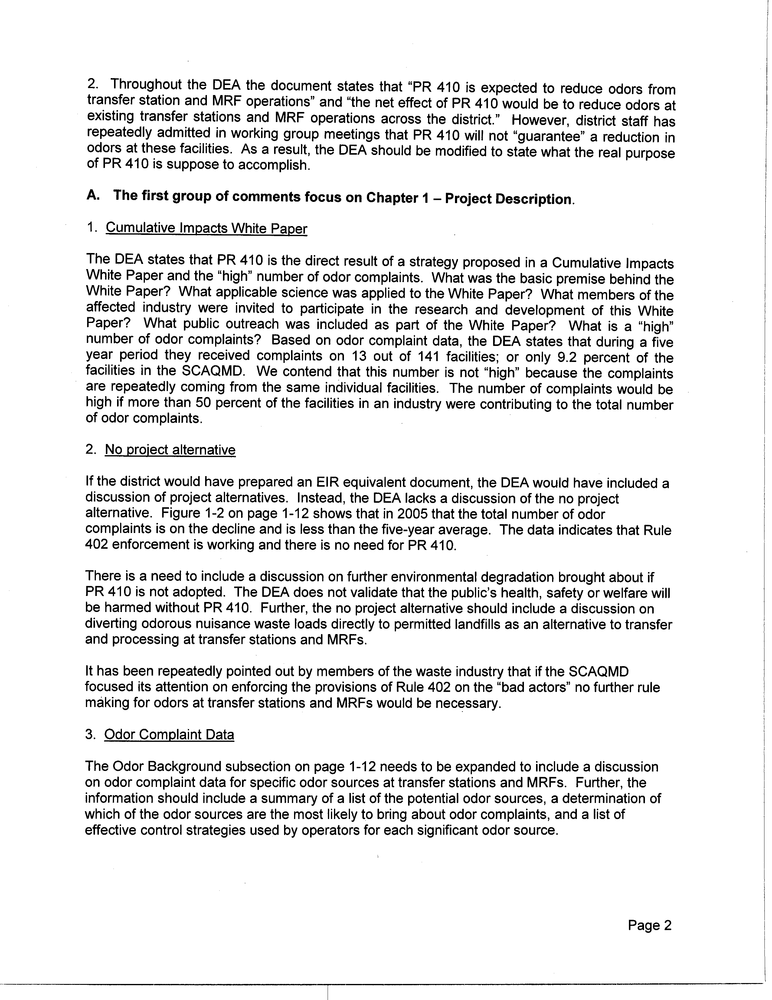 2. Throughout the DEA the document states that “PR 410 is expected to reduce odors from
transfer station and MRF operations” and “the net effect of PR 410 would be to reduce odors at
existing transfer stations and MRF operations across the district.” However, district staff has
repeatedly admitted in working group meetings that PR 410 will not “guarantee” a reduction in
odors at these facilities. As a result, the DEA should be modified to state what the real purpose
of PR 410 is suppose to accomplish.
A. The first group of comments focus on Chapter 1 – Project Description.
1. Cumulative Impacts White Paper
The DEA states that PR 410 is the direct result of a strategy proposed in a Cumulative Impacts
White Paper and the “high” number of odor complaints. What was the basic premise behind the
White Paper? What applicable science was applied to the White Paper? What members of the
affected industry were invited to participate in the research and development of this White
Paper? What public outreach was included as part of the White Paper? What is a “high”
number of odor complaints? Based on odor complaint data, the DEA states that during a five
year period they received complaints on 13 out of 141 facilities; or only 9.2 percent of the
facilities in the SCAQMD. We contend that this number is not “high” because the complaints
are repeatedly coming from the same individual facilities. The number of complaints would be
high if more than 50 percent of the facilities in an industry were contributing to the total number
of odor complaints.
2. No project alternative
If the district would have prepared an EIR equivalent document, the DEA would have included a
discussion of project alternatives. Instead, the DEA lacks a discussion of the no project
alternative. Figure 1-2 on page 1-12 shows that in 2005 that the total number of odor
complaints is on the decline and is less than the five-year average. The data indicates that Rule
402 enforcement is working and there is no need for PR 410.
There is a need to include a discussion on further environmental degradation brought about if
PR 410 is not adopted. The DEA does not validate that the public’s health, safety or welfare will
be harmed without PR 410. Further, the no project alternative should include a discussion on
diverting odorous nuisance waste loads directly to permitted landfills as an alternative to transfer
and processing at transfer stations and MRFs.
It has been repeatedly pointed out by members of the waste industry that if the SCAQMD
focused its attention on enforcing the provisions of Rule 402 on the “bad actors” no further rule
making for odors at transfer stations and MRFs would be necessary.
3. Odor Complaint Data
The Odor Background subsection on page 1-12 needs to be expanded to include a discussion
on odor complaint data for specific odor sources at transfer stations and MRFs. Further, the
information should include a summary of a list of the potential odor sources, a determination of
which of the odor sources are the most likely to bring about odor complaints, and a list of
effective control strategies used by operators for each significant odor source.
Page 2